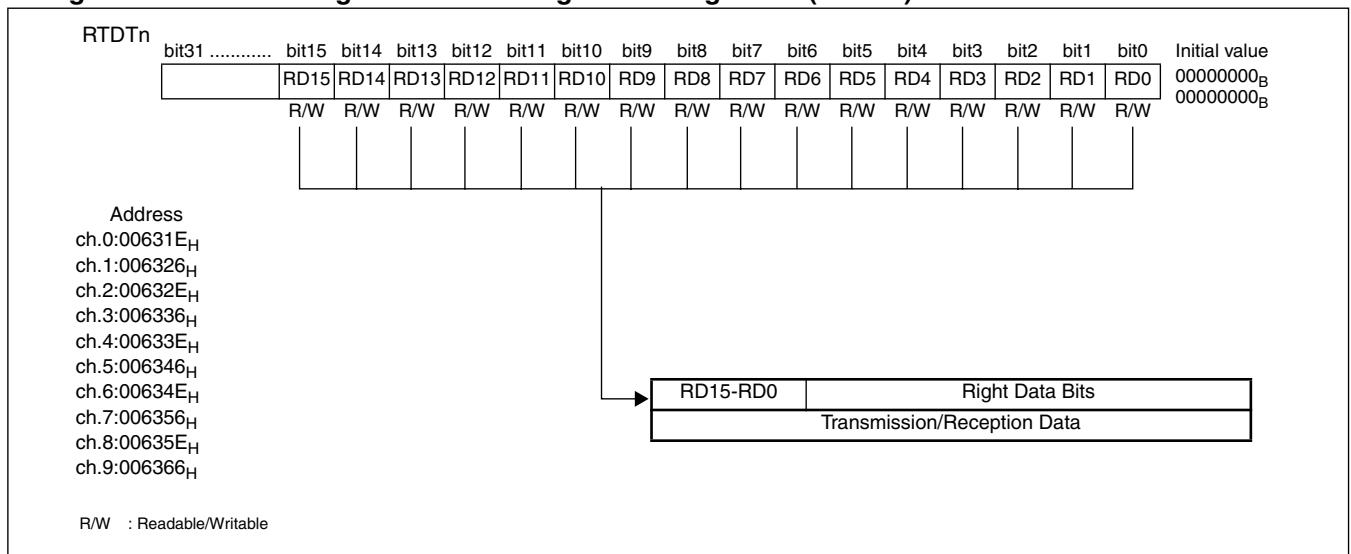 RTDTn
bit31 ............ bit15 bit14 bit13 bit12 bit11 bit10 bit9 bit8 bit7 bit6 bit5 bit4 bit3 bit2 bit1 bit0 Initial value
RD15 RD14 RD13 RD12 RD11 RD10 RD9 RD8 RD7 RD6 RD5 RD4 RD3 RD2 RD1 RD0 00000000B
R/W R/W R/W R/W R/W R/W R/W R/W R/W R/W R/W R/W R/W R/W R/W R/W 00000000B
Address
ch.0:00631EH
ch.1:006326H
ch.2:00632EH
ch.3:006336H
ch.4:00633EH
ch.5:006346H
ch.6:00634EH
ch.7:006356H
ch.8:00635EH
ch.9:006366H
RD15-RD0 Right Data Bits
Transmission/Reception Data
R/W : Readable/Writable